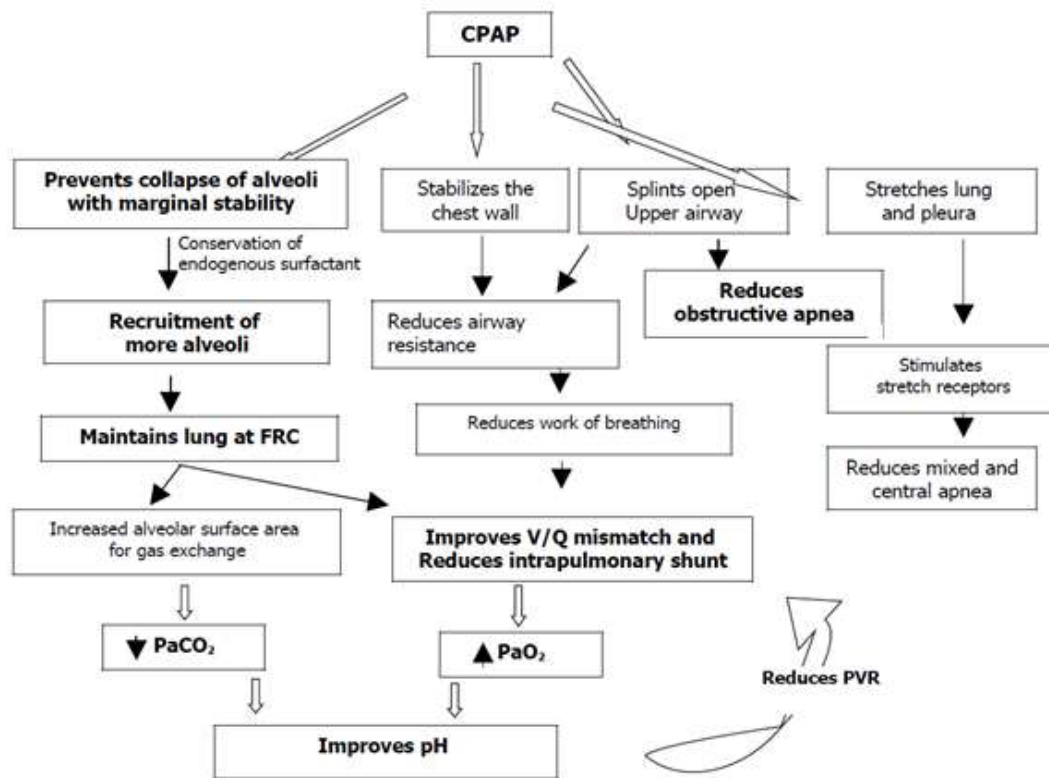 CPAP
Prevents collapse of alveoli
with marginal stability
Stabilizes the
chest wall
Splints open
Upper airway
Stretches lung
and pleura
Conservation of
endogenous surfactant
Reduces
obstructive apnea
Recruitment of
more alveoli
Reduces airway
resistance
Stimulates
stretch receptors
Maintains lung at FRC
Reduces work of breathing
Reduces mixed and
central apnea
Increased alveolar surface area
for gas exchange
Improves V/Q mismatch and
Reduces intrapulmonary shunt
PaCO₂
PaO₂
Reduces PVR
Improves pH